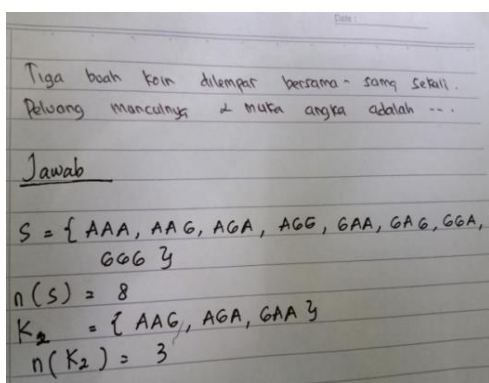 Date :
Tiga buah koin dilempar bersama - sama sekali.
Peluang munculnya 2 muka angka adalah ....
Jawab
S = { AAA, AAG, AGA, AGG, GAA, GAG, GGA,
GGG }
n(S) = 8
K₂ = { AAG, AGA, GAA }
n(K₂) = 3